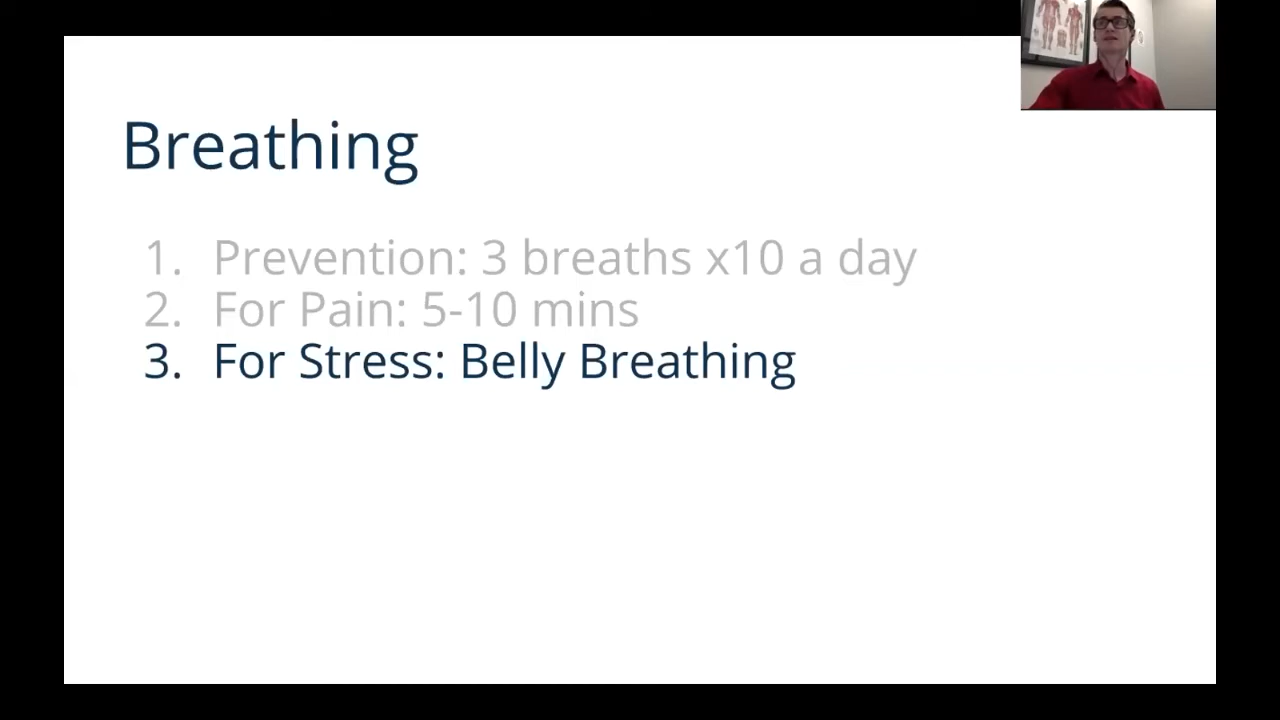 Breathing
1. Prevention: 3 breaths x10 a day
2. For Pain: 5-10 mins
3. For Stress: Belly Breathing